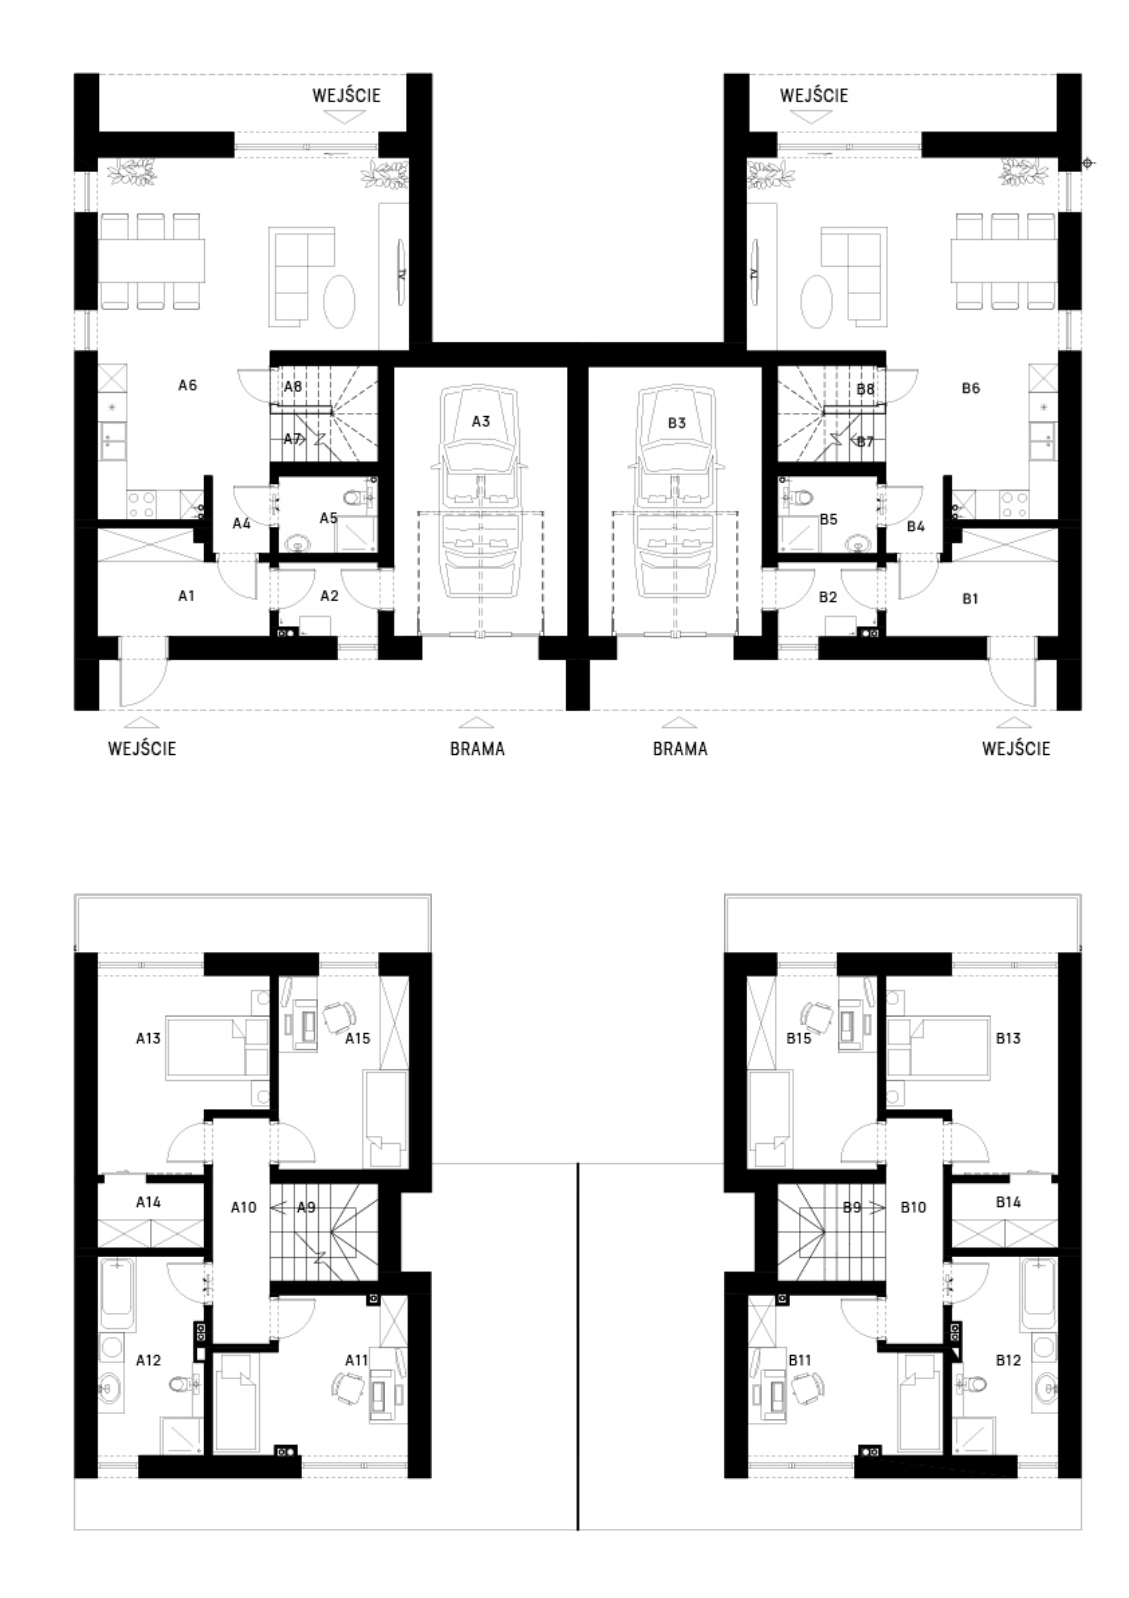 WEJŚCIE WEJŚCIE
TV TV
A6 A8 B8 B6
A3 B3
A7 B7
A4 A5 B5 B4
A1 A2 B2 B1
WEJŚCIE BRAMA BRAMA WEJŚCIE
A13 A15 B15 B13
A14 B14
A10 A9 B9 B10
A12 A11 B11 B12